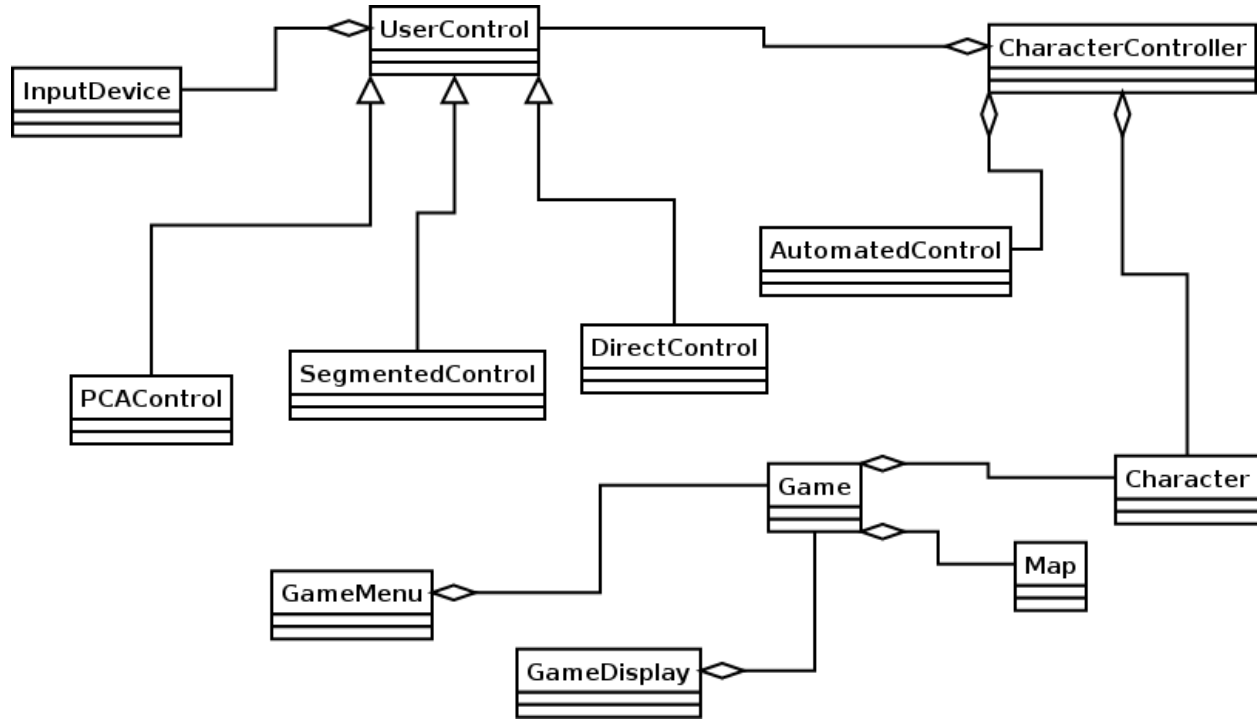 UserControl
CharacterController
InputDevice
AutomatedControl
DirectControl
SegmentedControl
PCAControl
Game
Character
Map
GameMenu
GameDisplay